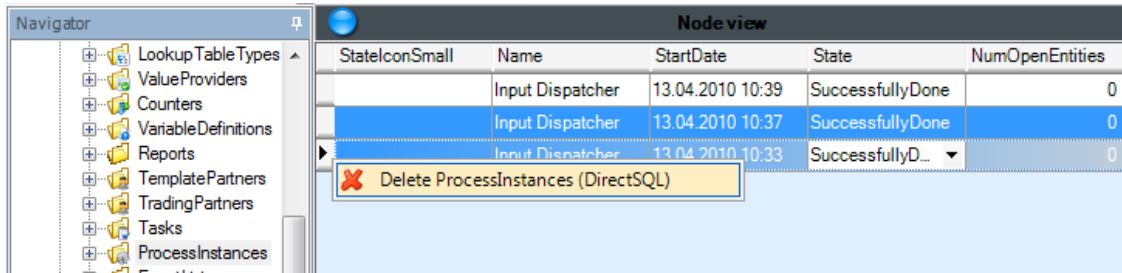 Navigator
LookupTableTypes
ValueProviders
Counters
VariableDefinitions
Reports
TemplatePartners
TradingPartners
Tasks
ProcessInstances
Node view
StateIconSmall Name StartDate State NumOpenEntities
Input Dispatcher 13.04.2010 10:39 SuccessfullyDone 0
Input Dispatcher 13.04.2010 10:37 SuccessfullyDone 0
Input Dispatcher 13.04.2010 10:33 SuccessfullyD... 0
Delete ProcessInstances (DirectSQL)